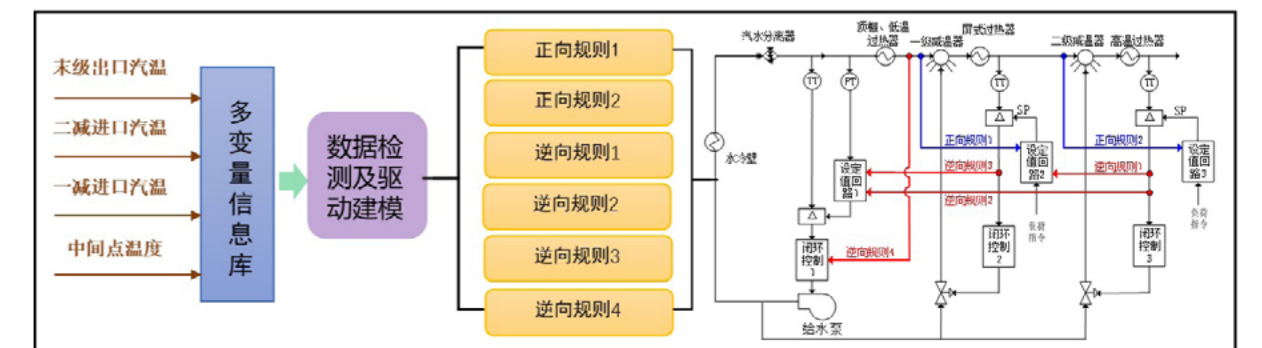 末级出口汽温
二减进口汽温
一减进口汽温
中间点温度
多变量信息库
数据检
测及驱
动建模
正向规则1
正向规则2
逆向规则1
逆向规则2
逆向规则3
逆向规则4
汽水分离器
顶棚、低温
过热器
一级减温器
屏式过热器
二级减温器
高温过热器
TT
PT
TT
TT
SP
SP
水冷壁
正向规则1
正向规则2
逆向规则3
逆向规则1
逆向规则2
逆向规则4
设定
值回
路1
设定
值回
路2
设定
值回
路3
负荷
指令
负荷
指令
闭环
控制
1
闭环
控制
2
闭环
控制
3
给水泵